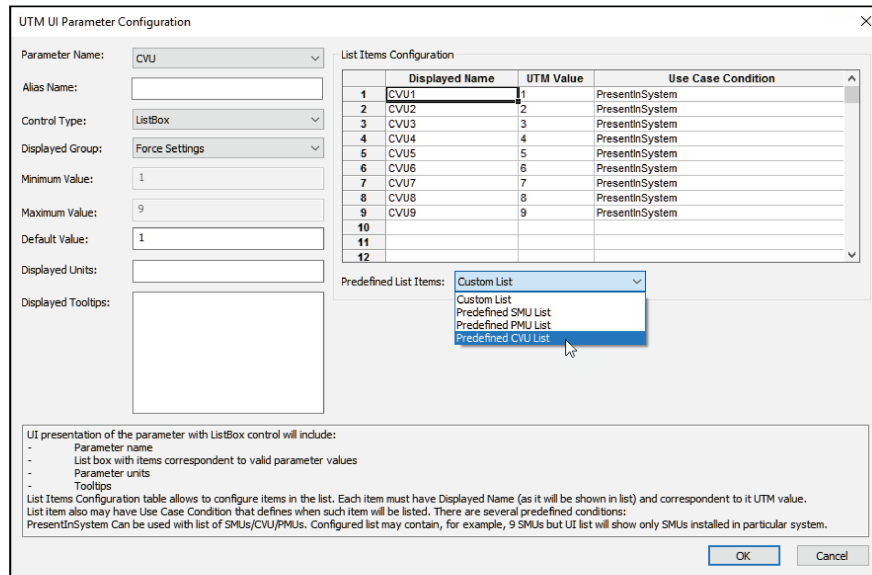 UTM UI Parameter Configuration
Parameter Name: CVU
Alias Name:
Control Type: ListBox
Displayed Group: Force Settings
Minimum Value: 1
Maximum Value: 9
Default Value: 1
Displayed Units:
Displayed Tooltips:
List Items Configuration
Displayed Name UTM Value Use Case Condition
1 CVU1 1 PresentInSystem
2 CVU2 2 PresentInSystem
3 CVU3 3 PresentInSystem
4 CVU4 4 PresentInSystem
5 CVU5 5 PresentInSystem
6 CVU6 6 PresentInSystem
7 CVU7 7 PresentInSystem
8 CVU8 8 PresentInSystem
9 CVU9 9 PresentInSystem
10
11
12
Predefined List Items: Custom List
Custom List
Predefined SMU List
Predefined PMU List
Predefined CVU List
UI presentation of the parameter with ListBox control will include:
- Parameter name
- List box with items correspondent to valid parameter values
- Parameter units
- Tooltips
List Items Configuration table allows to configure items in the list. Each item must have Displayed Name (as it will be shown in list) and correspondent to it UTM value.
List item also may have Use Case Condition that defines when such item will be listed. There are several predefined conditions:
PresentInSystem Can be used with list of SMUs/CVU/PMUs. Configured list may contain, for example, 9 SMUs but UI list will show only SMUs installed in particular system.
OK Cancel